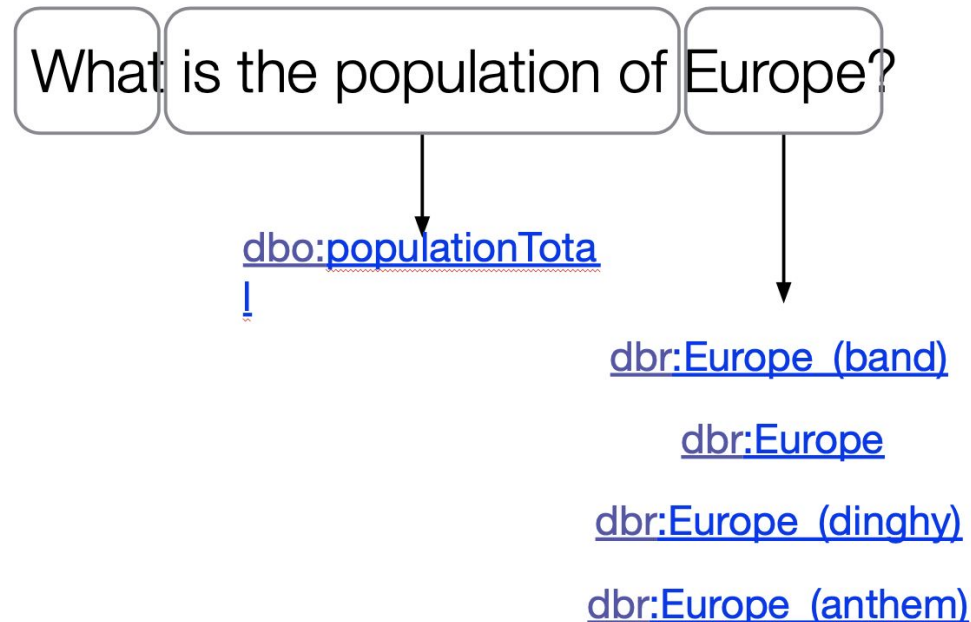 What is the population of Europe?
dbo:populationTota
l
dbr:Europe_(band)
dbr:Europe
dbr:Europe_(dinghy)
dbr:Europe_(anthem)